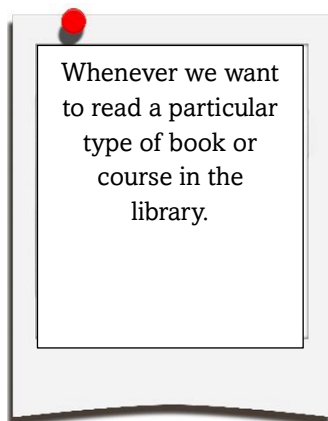 Whenever we want
to read a particular
type of book or
course in the
library.